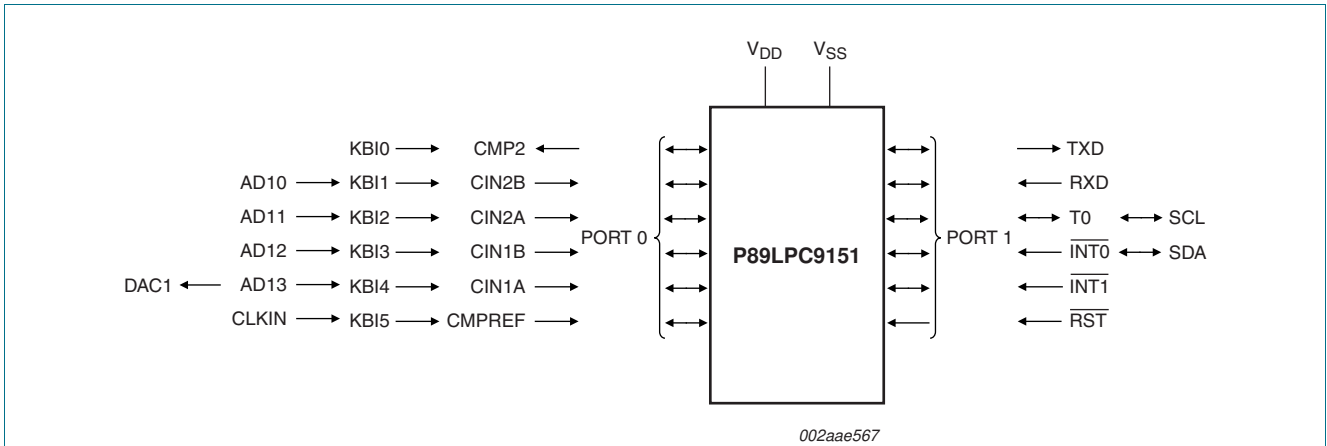 VDD VSS
KBI0 CMP2 TXD
AD10 KBI1 CIN2B RXD
AD11 KBI2 CIN2A T0 SCL
PORT 0 PORT 1
AD12 KBI3 CIN1B P89LPC9151 INT0 SDA
DAC1 AD13 KBI4 CIN1A INT1
CLKIN KBI5 CMPREF RST
002aae567